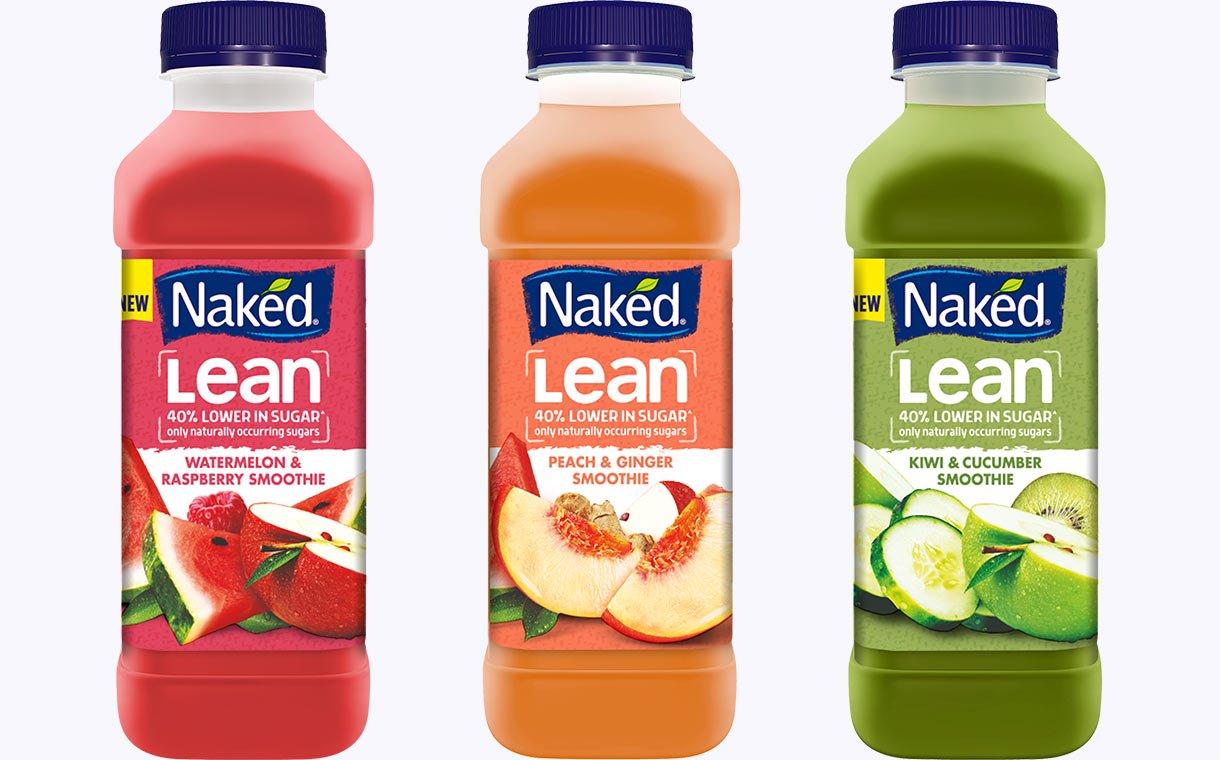 NEW
Naked®
Lean
40% LOWER IN SUGAR^
only naturally occurring sugars
WATERMELON &
RASPBERRY SMOOTHIE
Naked®
Lean
40% LOWER IN SUGAR^
only naturally occurring sugars
PEACH & GINGER
SMOOTHIE
NEW
Naked®
Lean
40% LOWER IN SUGAR^
only naturally occurring sugars
KIWI & CUCUMBER
SMOOTHIE